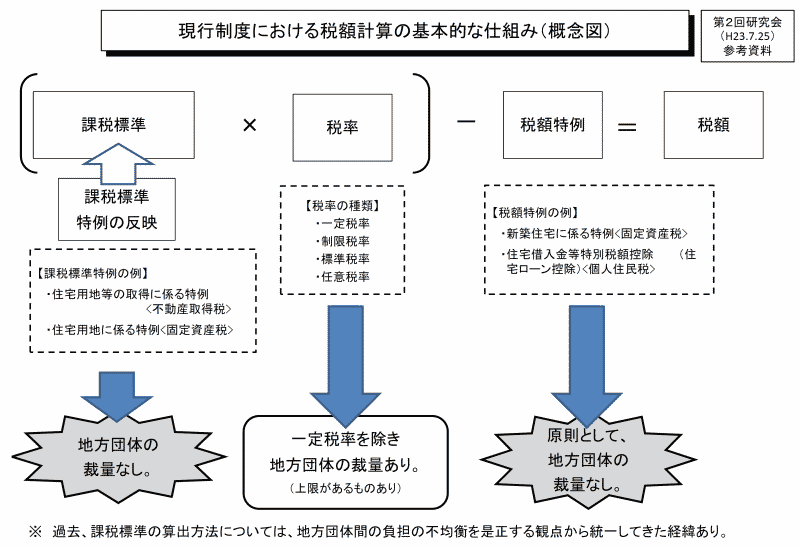 現行制度における税額計算の基本的な仕組み（概念図）
第２回研究会
（H23.7.25）
参考資料
課税標準
×
税率
－
税額特例
＝
税額
課税標準
特例の反映
【課税標準特例の例】
・住宅用地等の取得に係る特例
<不動産取得税>
・住宅用地に係る特例<固定資産税>
【税率の種類】
・一定税率
・制限税率
・標準税率
・任意税率
【税額特例の例】
・新築住宅に係る特例<固定資産税>
・住宅借入金等特別税額控除　　（住
宅ローン控除）<個人住民税>
地方団体の
裁量なし。
一定税率を除き
地方団体の裁量あり。
（上限があるものあり）
原則として、
地方団体の
裁量なし。
※　過去、課税標準の算出方法については、地方団体間の負担の不均衡を是正する観点から統一してきた経緯あり。